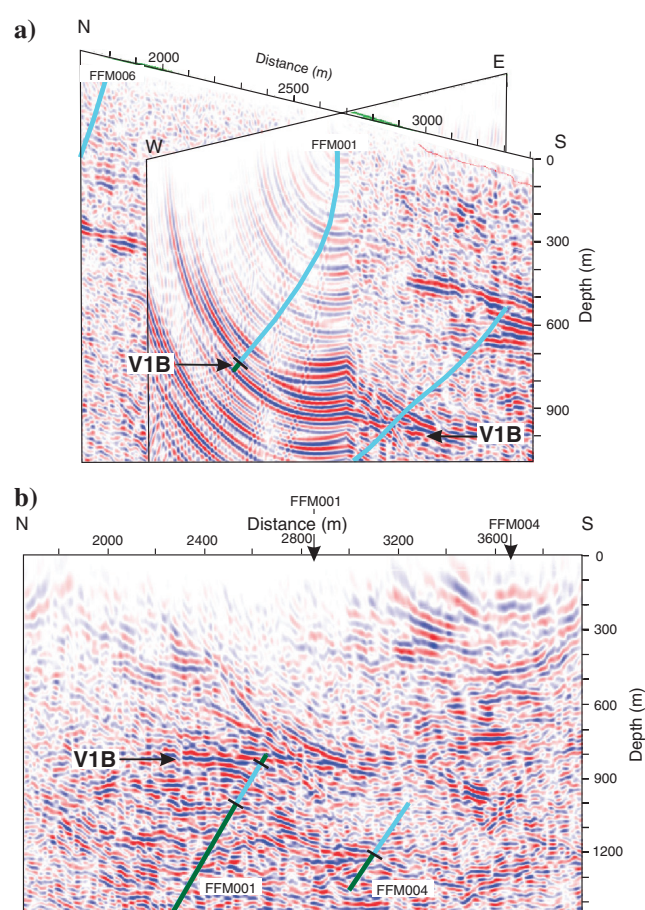 a)
N
2000
Distance (m)
FFM006
2500
E
3000
W
FFM001
S
0
300
600
900
Depth (m)
V1B
V1B
b)
FFM001
N
Distance (m)
FFM004
S
2000 2400 2800 3200 3600
0
300
600
900
1200
Depth (m)
V1B
FFM001
FFM004